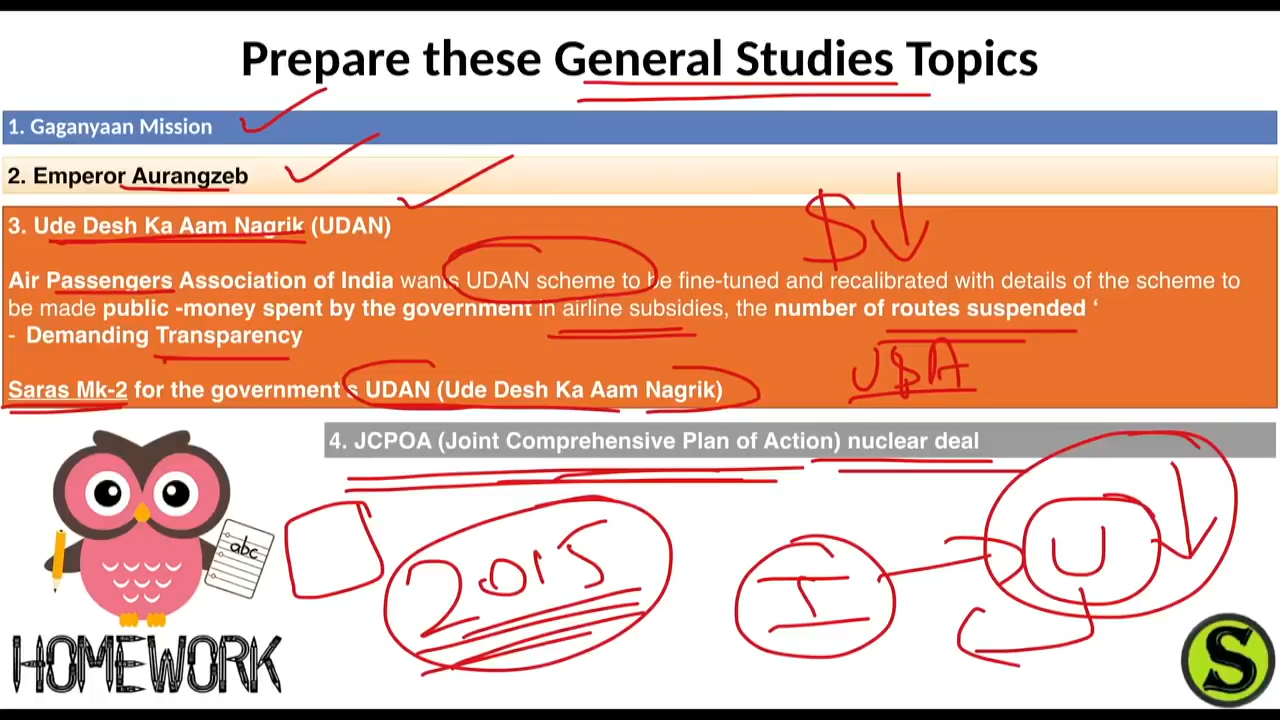 Prepare these General Studies Topics
1. Gaganyaan Mission
2. Emperor Aurangzeb
3. Ude Desh Ka Aam Nagrik (UDAN)
$
Air Passengers Association of India wants UDAN scheme to be fine-tuned and recalibrated with details of the scheme to
be made public -money spent by the government in airline subsidies, the number of routes suspended ‘
- Demanding Transparency
USA
Saras Mk-2 for the government's UDAN (Ude Desh Ka Aam Nagrik)
4. JCPOA (Joint Comprehensive Plan of Action) nuclear deal
abc
2015
I
U
HOMEWORK
S